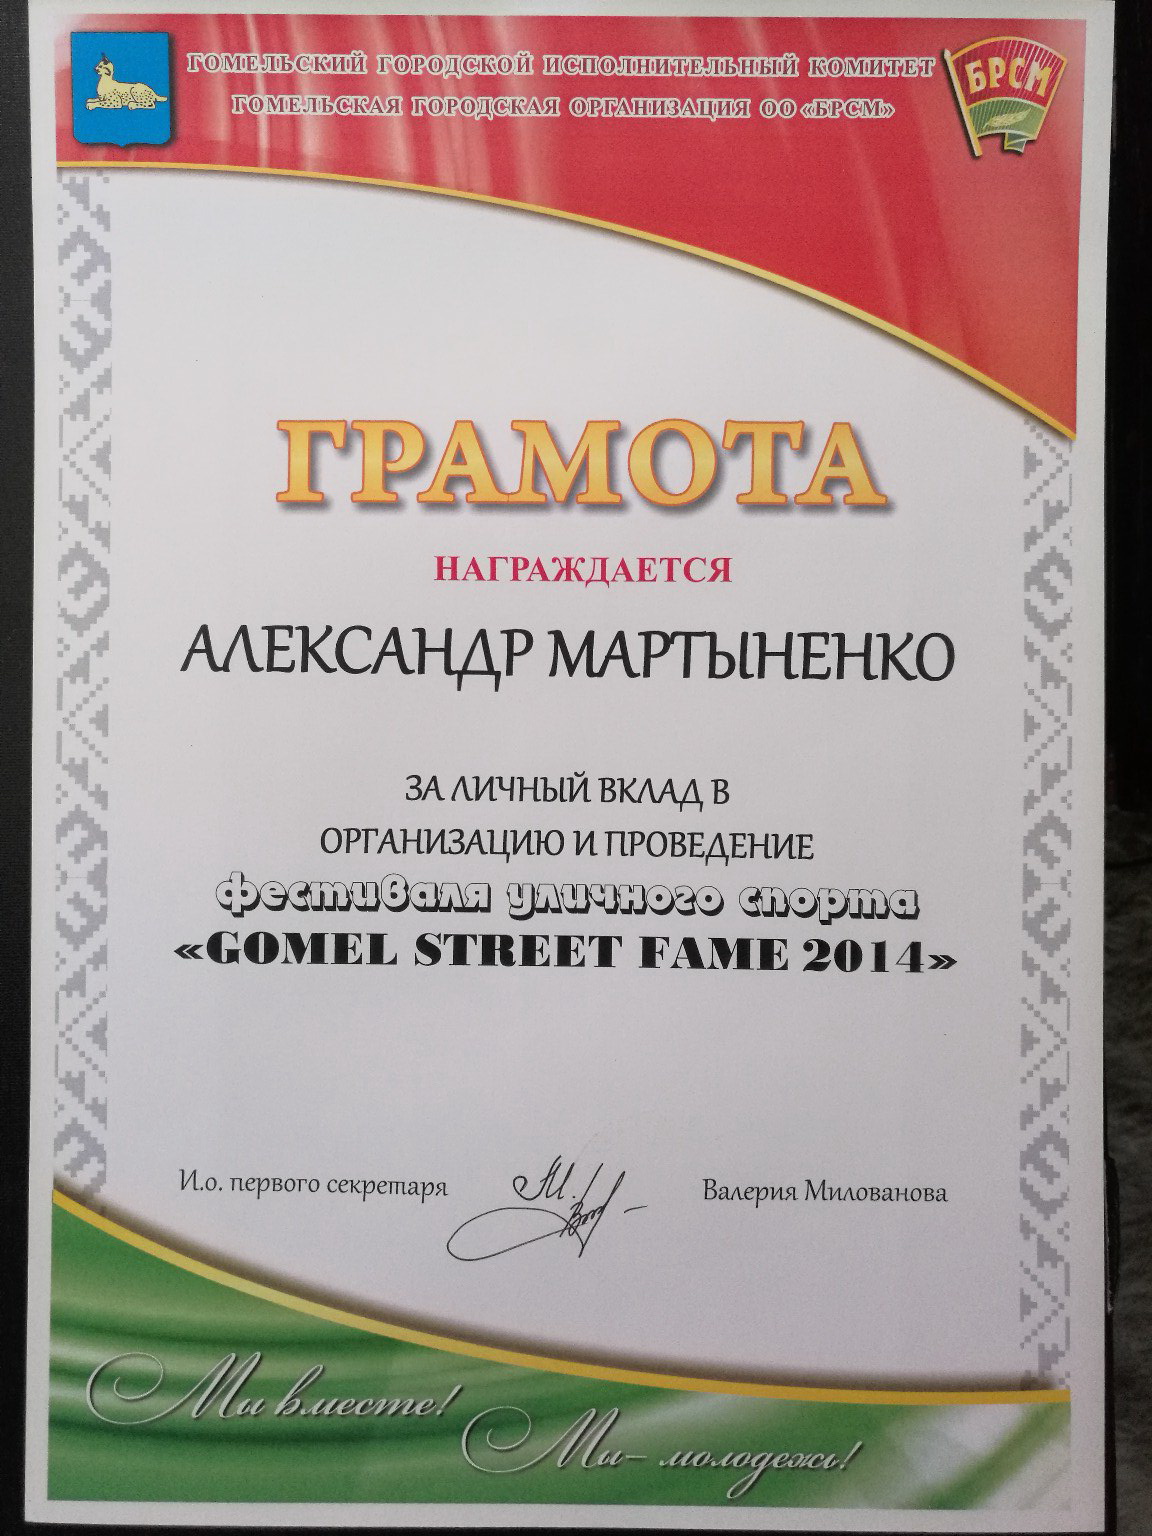 ГОМЕЛЬСКИЙ ГОРОДСКОЙ ИСПОЛНИТЕЛЬНЫЙ КОМИТЕТ
ГОМЕЛЬСКАЯ ГОРОДСКАЯ ОРГАНИЗАЦИЯ ОО «БРСМ»
БРСМ
ГРАМОТА
НАГРАЖДАЕТСЯ
АЛЕКСАНДР МАРТЫНЕНКО
ЗА ЛИЧНЫЙ ВКЛАД В
ОРГАНИЗАЦИЮ И ПРОВЕДЕНИЕ
фестиваля уличного спорта
«GOMEL STREET FAME 2014»
И.о. первого секретаря Валерия Милованова
Мы вместе!
Мы – молодежь!